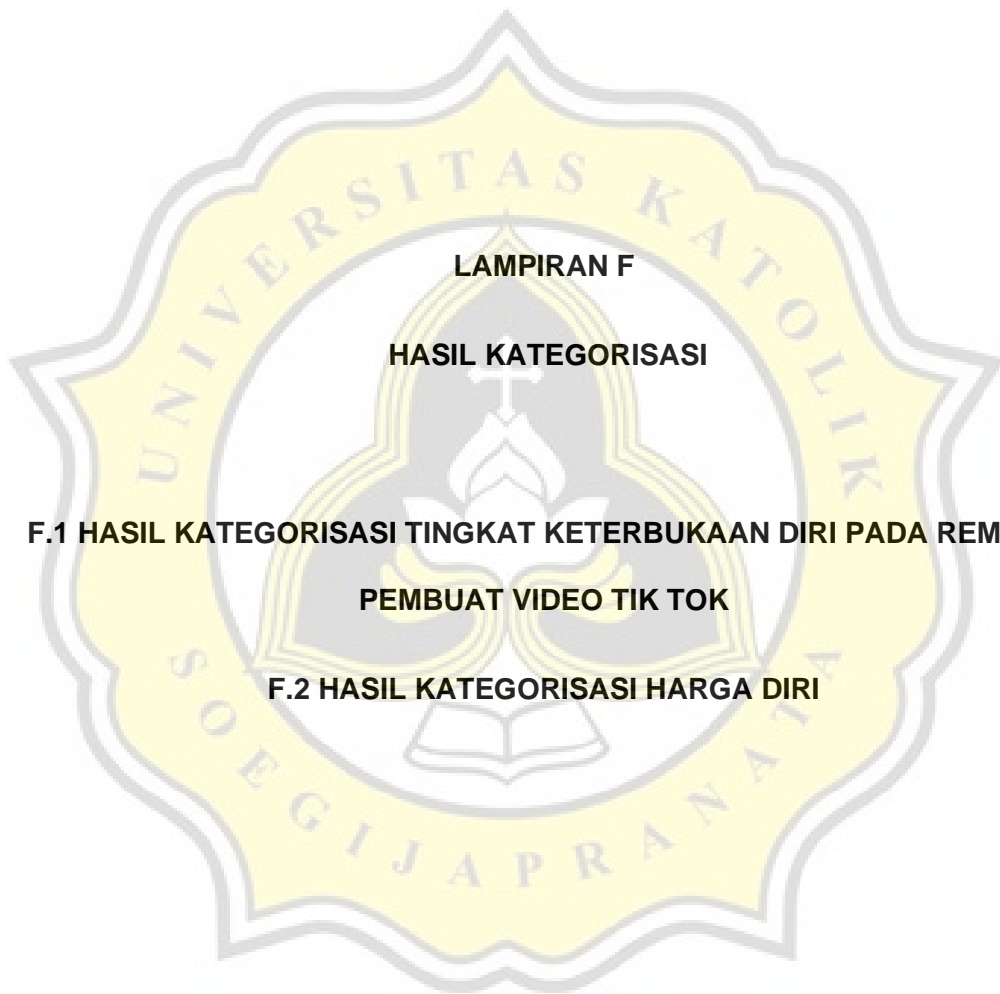 UNIVERSITAS KATOLIK
LAMPIRAN F
HASIL KATEGORISASI
F.1 HASIL KATEGORISASI TINGKAT KETERBUKAAN DIRI PADA REM
PEMBUAT VIDEO TIK TOK
F.2 HASIL KATEGORISASI HARGA DIRI
SOEGIJAPRANATA